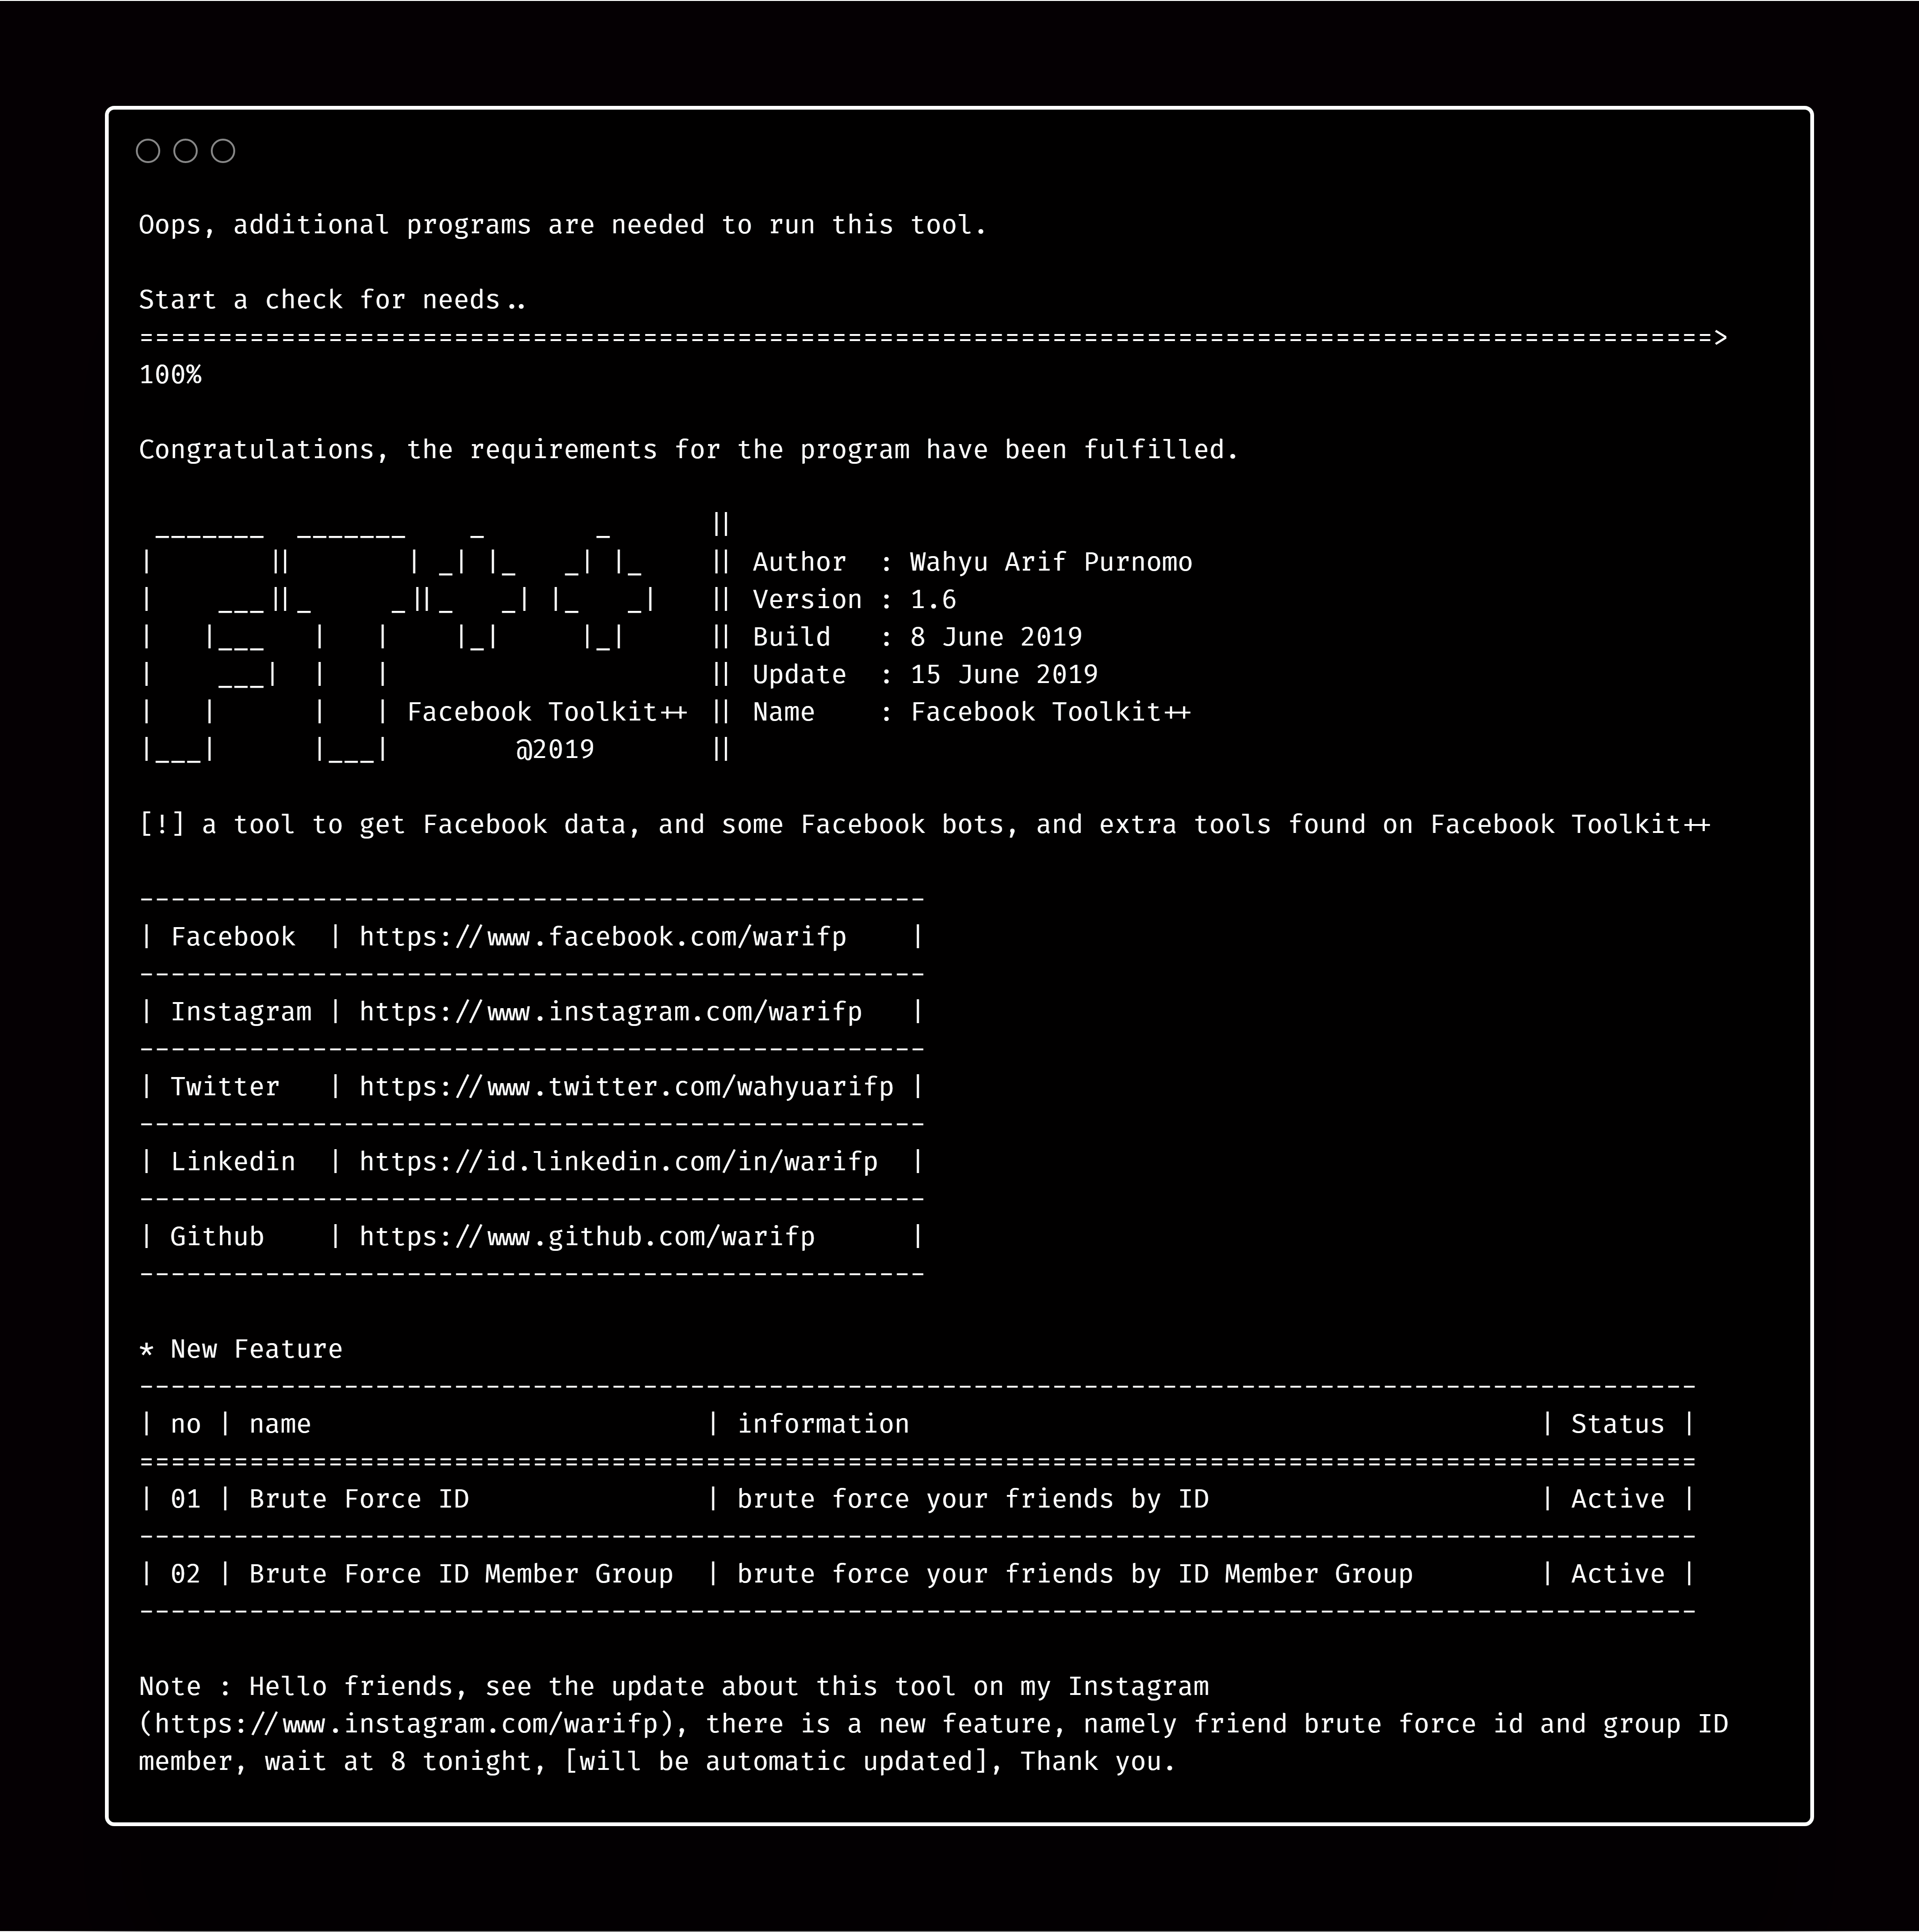 Oops, additional programs are needed to run this tool.
Start a check for needs..
====================================================================================================>
100%
Congratulations, the requirements for the program have been fulfilled.
 _______  _______    _       _       ||
|       ||       | _| |_   _| |_     || Author  : Wahyu Arif Purnomo
|    ___||_     _||_   _| |_   _|    || Version : 1.6
|   |___   |   |    |_|     |_|      || Build   : 8 June 2019
|    ___|  |   |                     || Update  : 15 June 2019
|   |      |   | Facebook Toolkit++  || Name    : Facebook Toolkit++
|___|      |___|        @2019        ||
[!] a tool to get Facebook data, and some Facebook bots, and extra tools found on Facebook Toolkit++
--------------------------------------------------
| Facebook  | https://www.facebook.com/warifp    |
--------------------------------------------------
| Instagram | https://www.instagram.com/warifp   |
--------------------------------------------------
| Twitter   | https://www.twitter.com/wahyuarifp |
--------------------------------------------------
| Linkedin  | https://id.linkedin.com/in/warifp  |
--------------------------------------------------
| Github    | https://www.github.com/warifp      |
--------------------------------------------------
* New Feature
---------------------------------------------------------------------------------------------------
| no | name                          | information                                        | Status |
===================================================================================================
| 01 | Brute Force ID                | brute force your friends by ID                     | Active |
---------------------------------------------------------------------------------------------------
| 02 | Brute Force ID Member Group   | brute force your friends by ID Member Group        | Active |
---------------------------------------------------------------------------------------------------
Note : Hello friends, see the update about this tool on my Instagram
(https://www.instagram.com/warifp), there is a new feature, namely friend brute force id and group ID
member, wait at 8 tonight, [will be automatic updated], Thank you.